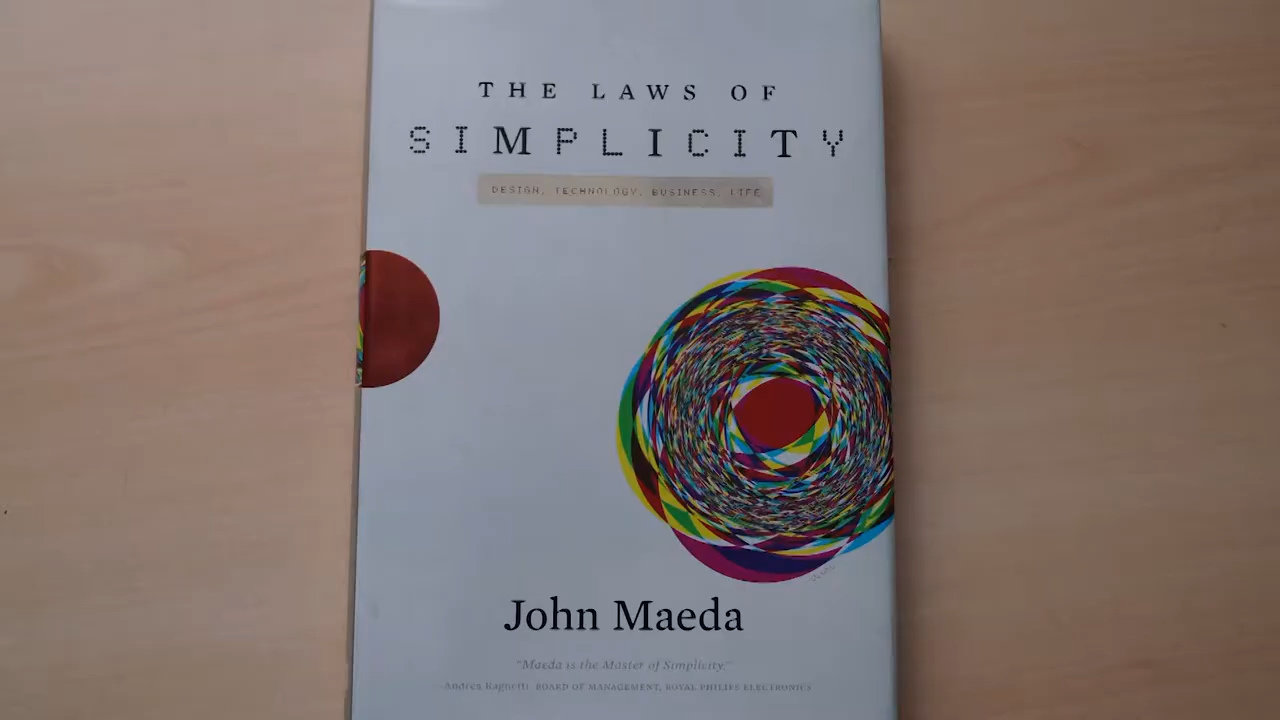 THE LAWS OF
SIMPLICITY
DESIGN, TECHNOLOGY, BUSINESS, LIFE
John Maeda
"Maeda is the Master of Simplicity."
Andrea Ragnetti BOARD OF MANAGEMENT, ROYAL PHILIPS ELECTRONICS